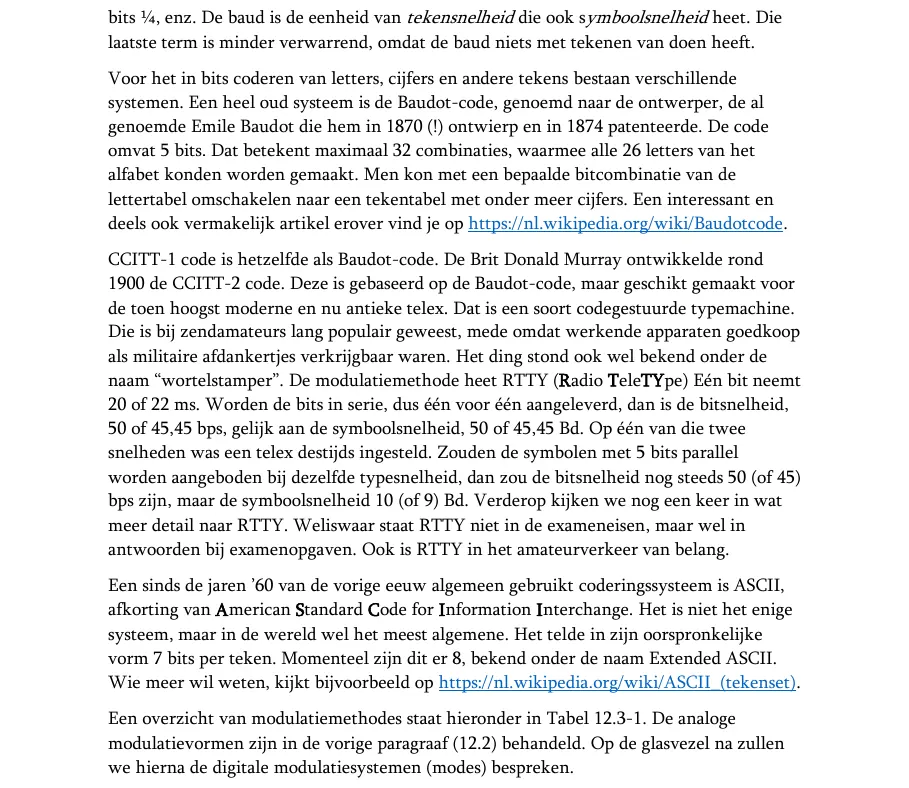 bits ¼, enz. De baud is de eenheid van tekensnelheid die ook symboolsnelheid heet. Die
laatste term is minder verwarrend, omdat de baud niets met tekenen van doen heeft.
Voor het in bits coderen van letters, cijfers en andere tekens bestaan verschillende
systemen. Een heel oud systeem is de Baudot-code, genoemd naar de ontwerper, de al
genoemde Emile Baudot die hem in 1870 (!) ontwierp en in 1874 patenteerde. De code
omvat 5 bits. Dat betekent maximaal 32 combinaties, waarmee alle 26 letters van het
alfabet konden worden gemaakt. Men kon met een bepaalde bitcombinatie van de
lettertabel omschakelen naar een tekentabel met onder meer cijfers. Een interessant en
deels ook vermakelijk artikel erover vind je op https://nl.wikipedia.org/wiki/Baudotcode.
CCITT-1 code is hetzelfde als Baudot-code. De Brit Donald Murray ontwikkelde rond
1900 de CCITT-2 code. Deze is gebaseerd op de Baudot-code, maar geschikt gemaakt voor
de toen hoogst moderne en nu antieke telex. Dat is een soort codegestuurde typemachine.
Die is bij zendamateurs lang populair geweest, mede omdat werkende apparaten goedkoop
als militaire afdankertjes verkrijgbaar waren. Het ding stond ook wel bekend onder de
naam “wortelstamper”. De modulatiemethode heet RTTY (Radio TeleTYpe) Eén bit neemt
20 of 22 ms. Worden de bits in serie, dus één voor één aangeleverd, dan is de bitsnelheid,
50 of 45,45 bps, gelijk aan de symboolsnelheid, 50 of 45,45 Bd. Op één van die twee
snelheden was een telex destijds ingesteld. Zouden de symbolen met 5 bits parallel
worden aangeboden bij dezelfde typesnelheid, dan zou de bitsnelheid nog steeds 50 (of 45)
bps zijn, maar de symboolsnelheid 10 (of 9) Bd. Verderop kijken we nog een keer in wat
meer detail naar RTTY. Weliswaar staat RTTY niet in de exameneisen, maar wel in
antwoorden bij examenopgaven. Ook is RTTY in het amateurverkeer van belang.
Een sinds de jaren ’60 van de vorige eeuw algemeen gebruikt coderingssysteem is ASCII,
afkorting van American Standard Code for Information Interchange. Het is niet het enige
systeem, maar in de wereld wel het meest algemene. Het telde in zijn oorspronkelijke
vorm 7 bits per teken. Momenteel zijn dit er 8, bekend onder de naam Extended ASCII.
Wie meer wil weten, kijkt bijvoorbeeld op https://nl.wikipedia.org/wiki/ASCII_(tekenset).
Een overzicht van modulatiemethodes staat hieronder in Tabel 12.3-1. De analoge
modulatievormen zijn in de vorige paragraaf (12.2) behandeld. Op de glasvezel na zullen
we hierna de digitale modulatiesystemen (modes) bespreken.